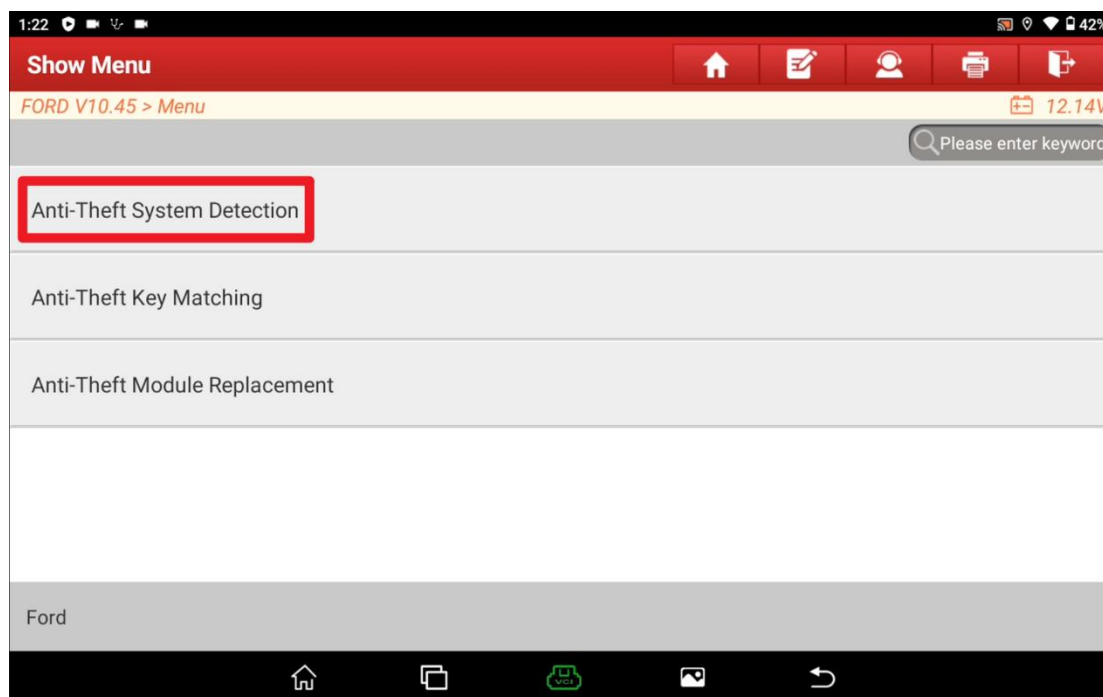 1:22 42%
Show Menu
FORD V10.45 > Menu 12.14V
Please enter keyword
Anti-Theft System Detection
Anti-Theft Key Matching
Anti-Theft Module Replacement
Ford
VCI